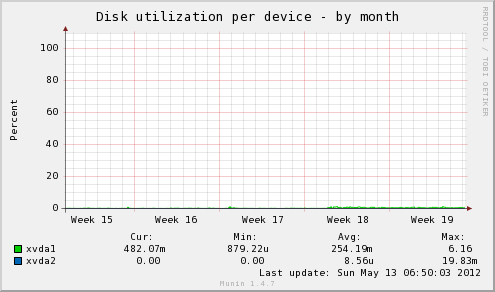 Disk utilization per device - by month
RRDTOOL / TOBI OETIKER
Percent
100
80
60
40
20
0
Week 15 Week 16 Week 17 Week 18 Week 19
Cur: Min: Avg: Max:
xvda1 482.07m 879.22u 254.19m 6.16
xvda2 0.00 0.00 8.56u 19.83m
Last update: Sun May 13 06:50:03 2012
Munin 1.4.7